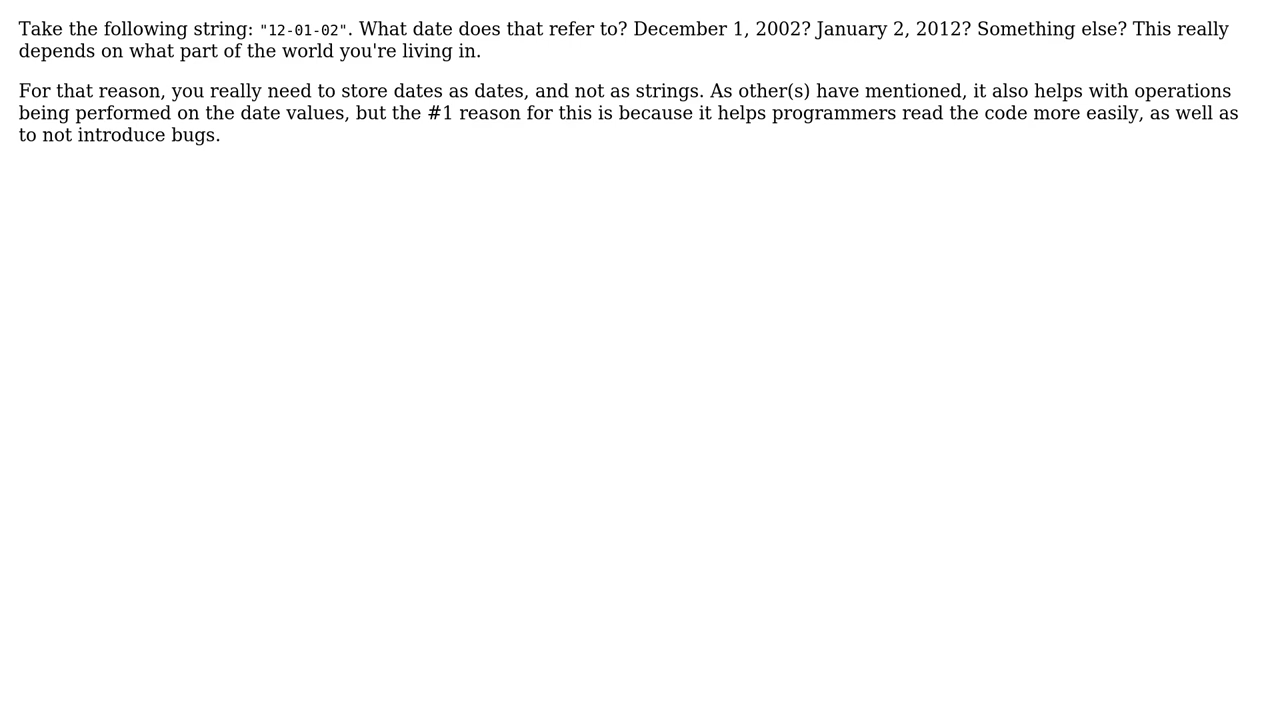 Take the following string: "12-01-02". What date does that refer to? December 1, 2002? January 2, 2012? Something else? This really
depends on what part of the world you're living in.
For that reason, you really need to store dates as dates, and not as strings. As other(s) have mentioned, it also helps with operations
being performed on the date values, but the #1 reason for this is because it helps programmers read the code more easily, as well as
to not introduce bugs.